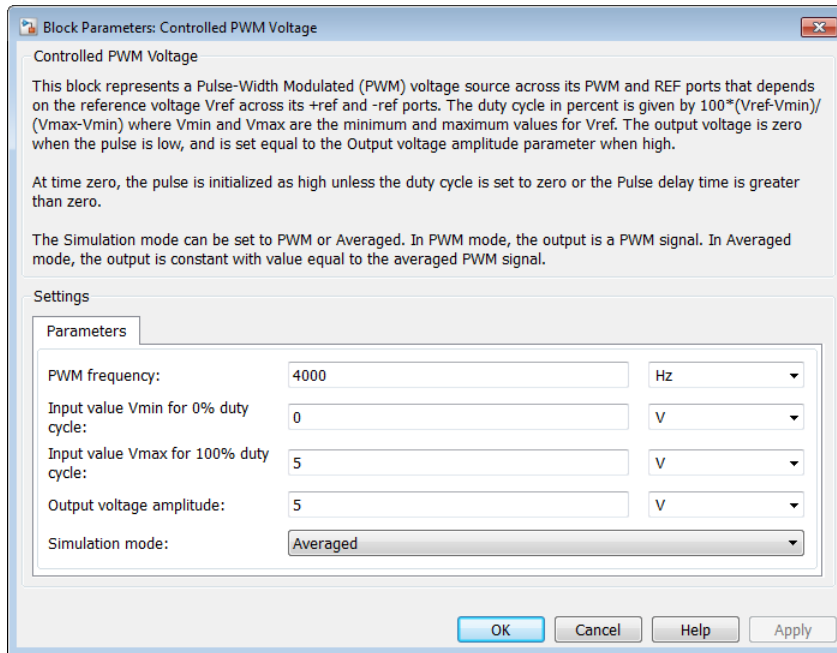 Block Parameters: Controlled PWM Voltage
Controlled PWM Voltage
This block represents a Pulse-Width Modulated (PWM) voltage source across its PWM and REF ports that depends
on the reference voltage Vref across its +ref and -ref ports. The duty cycle in percent is given by 100*(Vref-Vmin)/
(Vmax-Vmin) where Vmin and Vmax are the minimum and maximum values for Vref. The output voltage is zero
when the pulse is low, and is set equal to the Output voltage amplitude parameter when high.
At time zero, the pulse is initialized as high unless the duty cycle is set to zero or the Pulse delay time is greater
than zero.
The Simulation mode can be set to PWM or Averaged. In PWM mode, the output is a PWM signal. In Averaged
mode, the output is constant with value equal to the averaged PWM signal.
Settings
Parameters
PWM frequency: 4000 Hz
Input value Vmin for 0% duty
cycle: 0 V
Input value Vmax for 100% duty
cycle: 5 V
Output voltage amplitude: 5 V
Simulation mode: Averaged
OK Cancel Help Apply